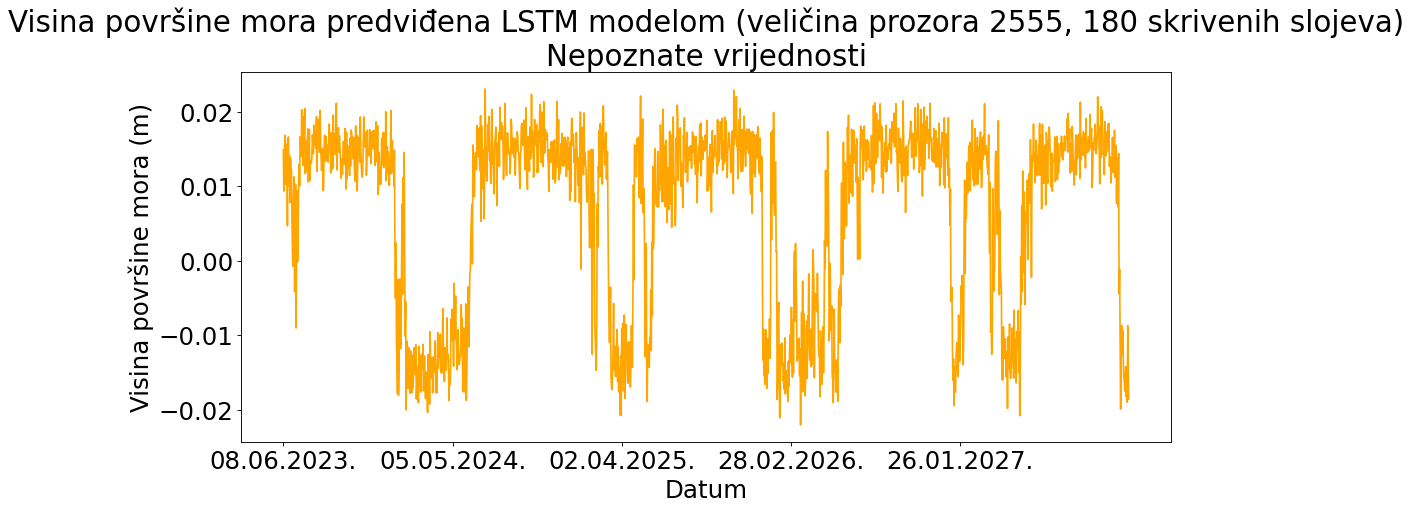 Visina površine mora predviđena LSTM modelom (veličina prozora 2555, 180 skrivenih slojeva)
Nepoznate vrijednosti
Visina površine mora (m)
0.02
0.01
0.00
−0.01
−0.02
08.06.2023. 05.05.2024. 02.04.2025. 28.02.2026. 26.01.2027.
Datum